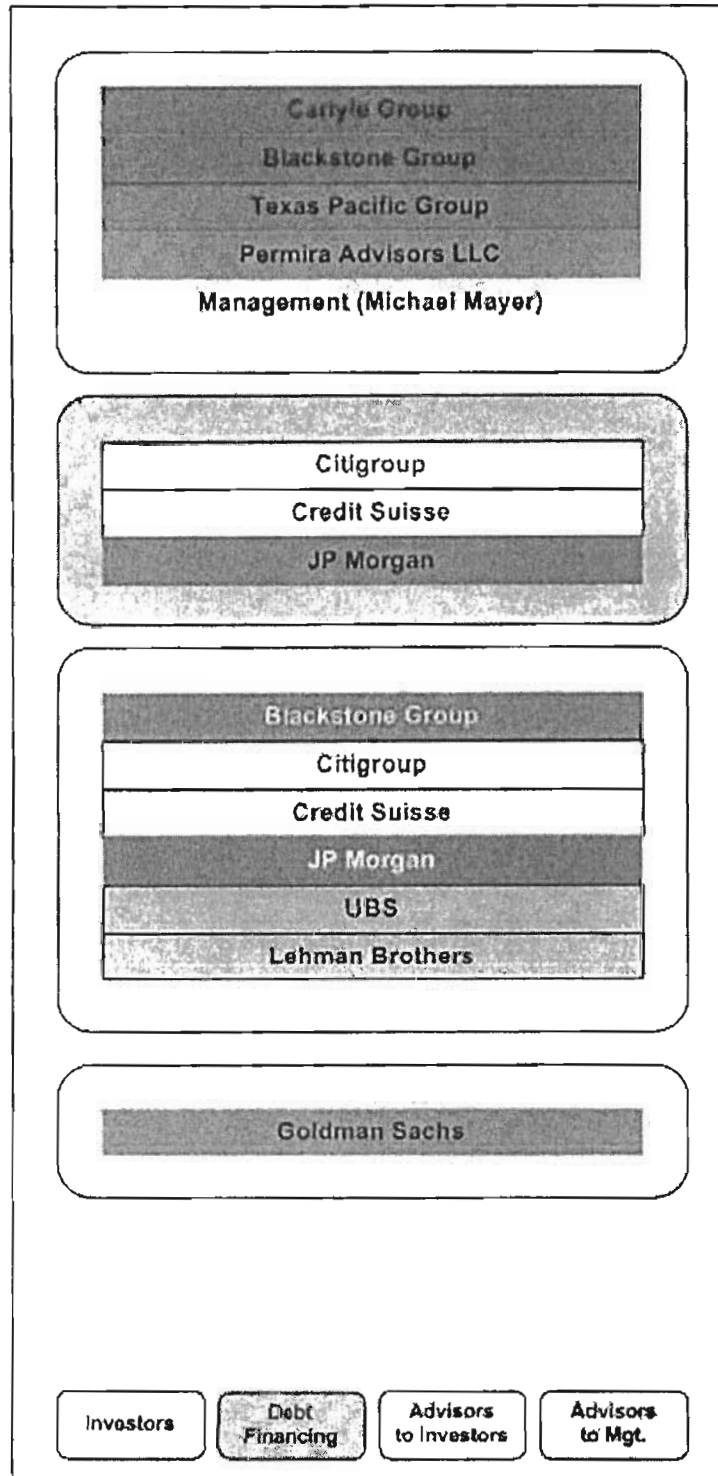 Carlyle Group
Blackstone Group
Texas Pacific Group
Permira Advisors LLC
Management (Michael Mayer)
Citigroup
Credit Suisse
JP Morgan
Blackstone Group
Citigroup
Credit Suisse
JP Morgan
UBS
Lehman Brothers
Goldman Sachs
Investors
Debt
Financing
Advisors
to Investors
Advisors
to Mgt.